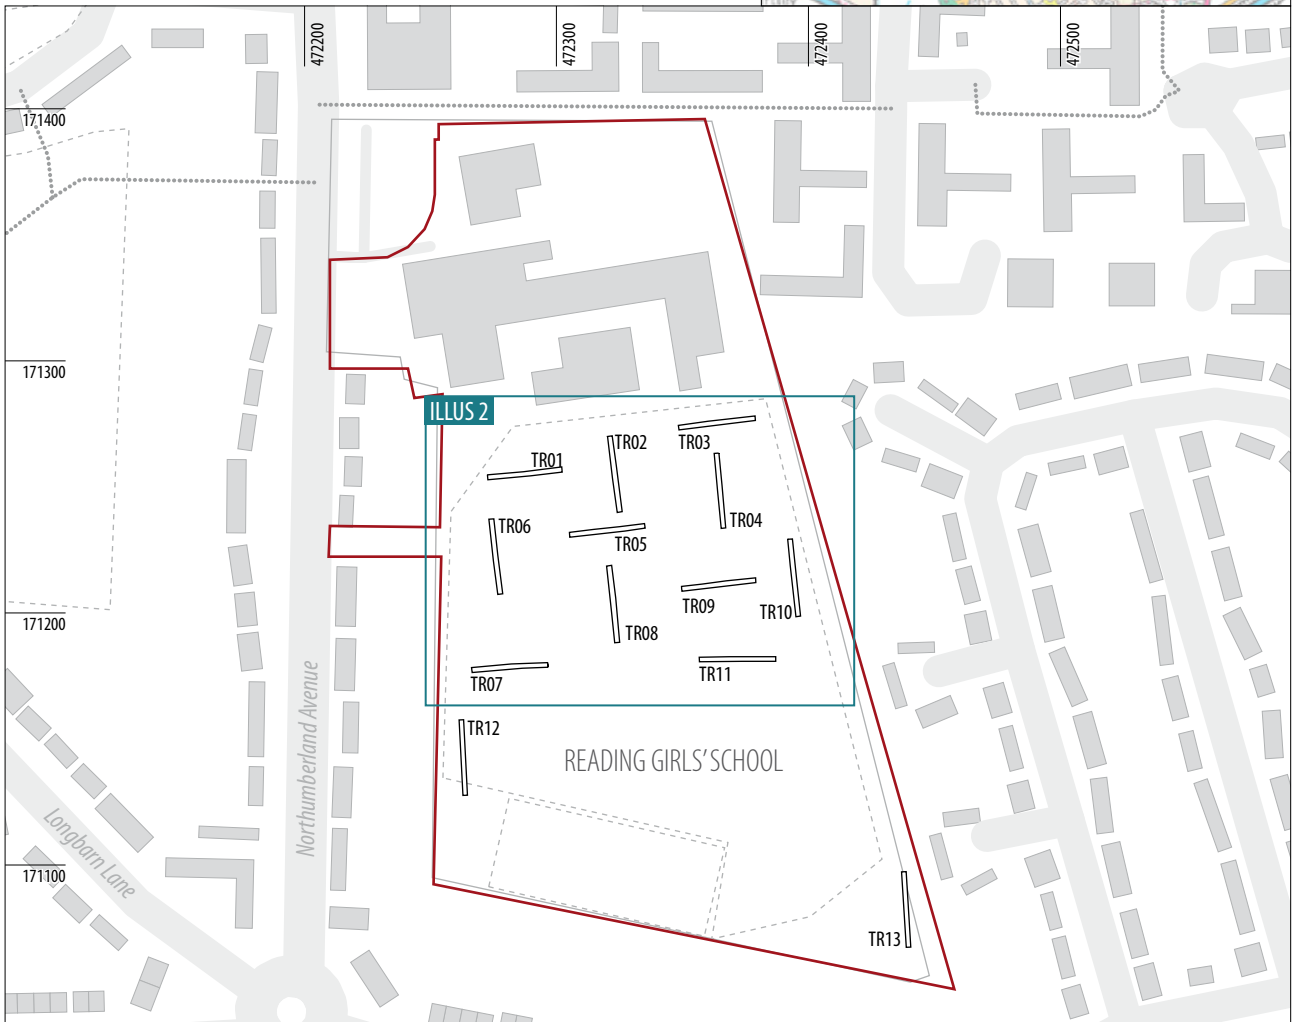 472200
472300
472400
472500
171400
171300
ILLUS 2
TR01
TR02
TR03
TR04
TR05
TR06
TR07
TR08
TR09
TR10
TR11
171200
TR12
READING GIRLS' SCHOOL
Northumberland Avenue
Longbarn Lane
171100
TR13